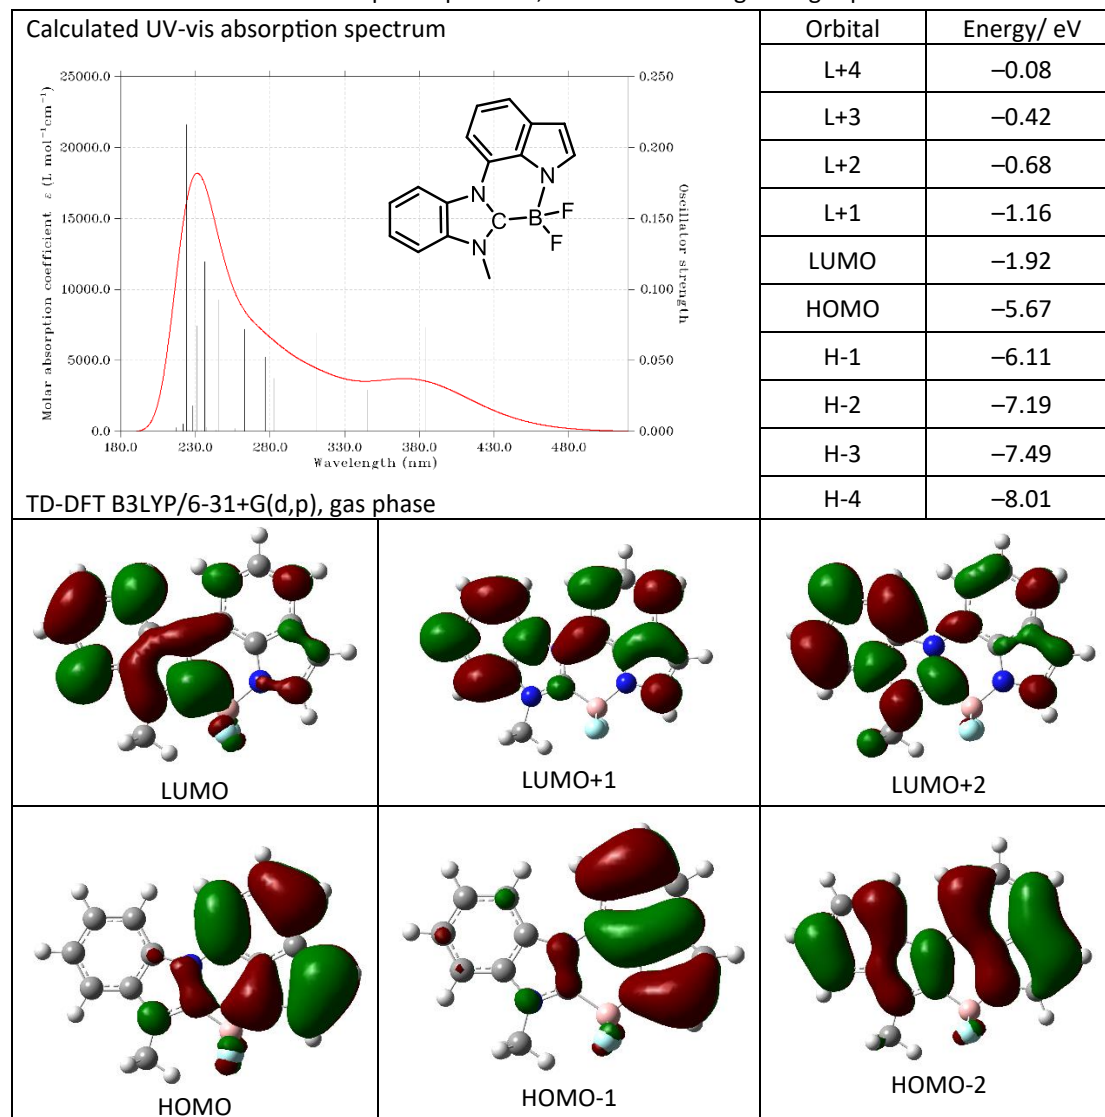 Calculated UV-vis absorption spectrum
Orbital Energy/ eV
L+4 –0.08
L+3 –0.42
L+2 –0.68
L+1 –1.16
LUMO –1.92
HOMO –5.67
H-1 –6.11
H-2 –7.19
H-3 –7.49
H-4 –8.01
Molar absorption coefficient ε (L mol⁻¹cm⁻¹)
25000.0
20000.0
15000.0
10000.0
5000.0
0.0
0.250
0.200
0.150
0.100
0.050
0.000
Oscillator strength
180.0 230.0 280.0 330.0 380.0 430.0 480.0
Wavelength (nm)
N
N
C
B
F
F
N
TD-DFT B3LYP/6-31+G(d,p), gas phase
LUMO
LUMO+1
LUMO+2
HOMO
HOMO-1
HOMO-2